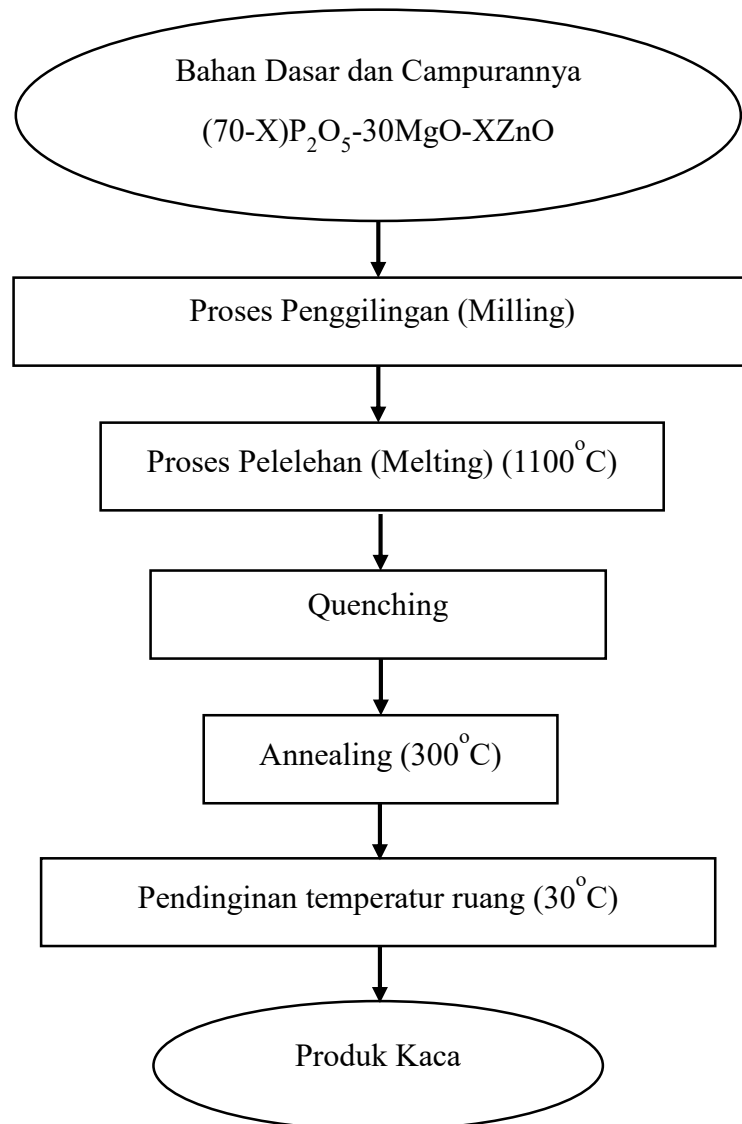 Bahan Dasar dan Campurannya
(70-X)P₂O₅-30MgO-XZnO
Proses Penggilingan (Milling)
Proses Pelelehan (Melting) (1100°C)
Quenching
Annealing (300°C)
Pendinginan temperatur ruang (30°C)
Produk Kaca